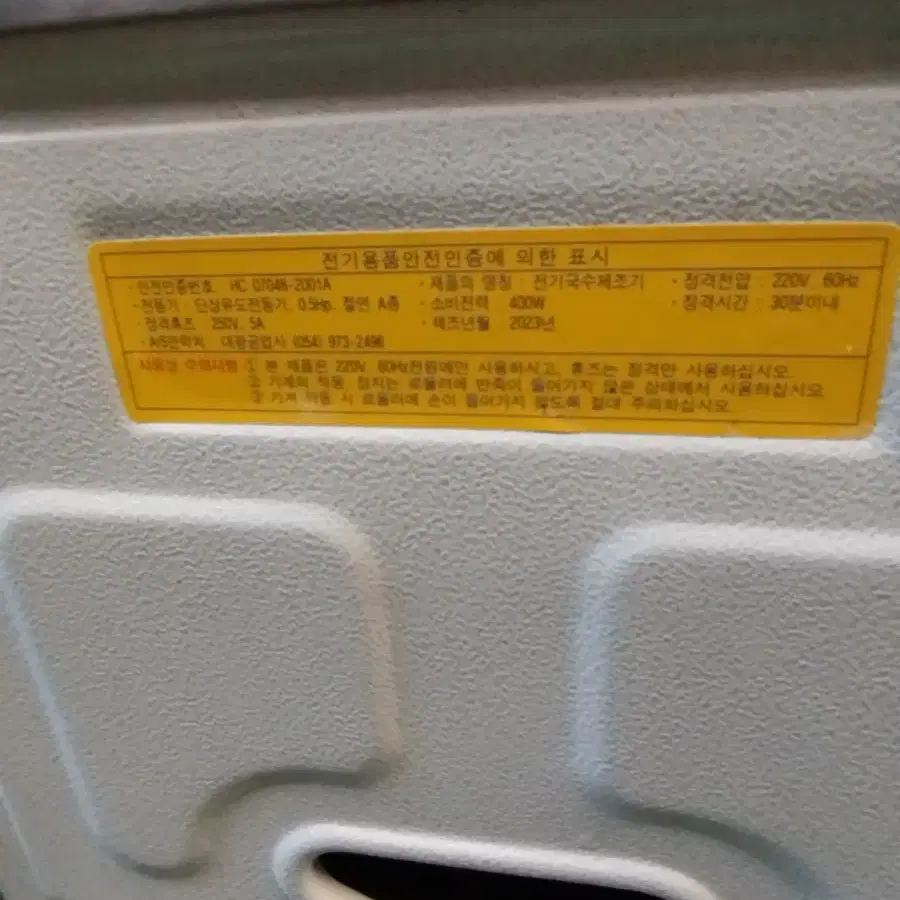 전기용품안전인증에 의한 표시
· 안전인증번호 HC 07048-2001A · 제품의 명칭 : 전기국수제조기 · 정격전압 : 220V, 60Hz
· 전동기 : 단상유도전동기, 0.5Hp, 절연 A종 · 소비전력 : 400W · 정격시간 : 30분이내
· 정격휴즈 : 250V, 5A · 제조년월 : 2023년
· A/S연락처 : 대광공업사 (054) 973-2496
사용상 주의사항 ① 본 제품은 220V 60Hz전원에만 사용하시고, 휴즈는 정격만 사용하십시오.
② 기계의 작동 정지는 로울러에 반죽이 들어가지 않은 상태에서 사용하십시오.
③ 기계 작동 시 로울러에 손이 들어가지 않도록 절대 주의하십시오.